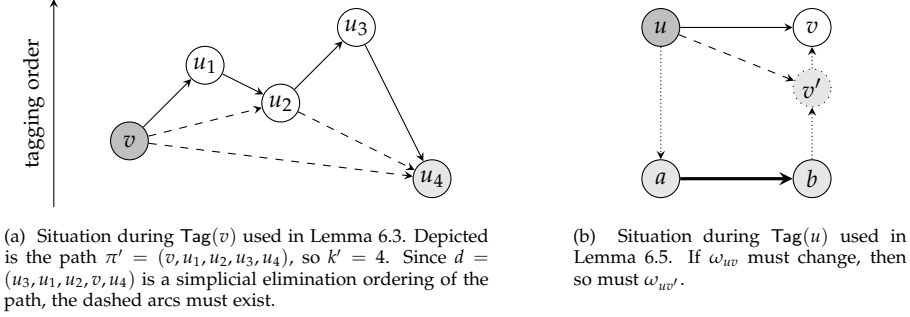 tagging order
u3
u1
u2
v
u4
u
v
v′
a
b
(a) Situation during Tag(v) used in Lemma 6.3. Depicted
is the path π′ = (v, u1, u2, u3, u4), so k′ = 4. Since d =
(u3, u1, u2, v, u4) is a simplicial elimination ordering of the
path, the dashed arcs must exist.
(b) Situation during Tag(u) used in
Lemma 6.5. If ωuv must change, then
so must ωuv′.